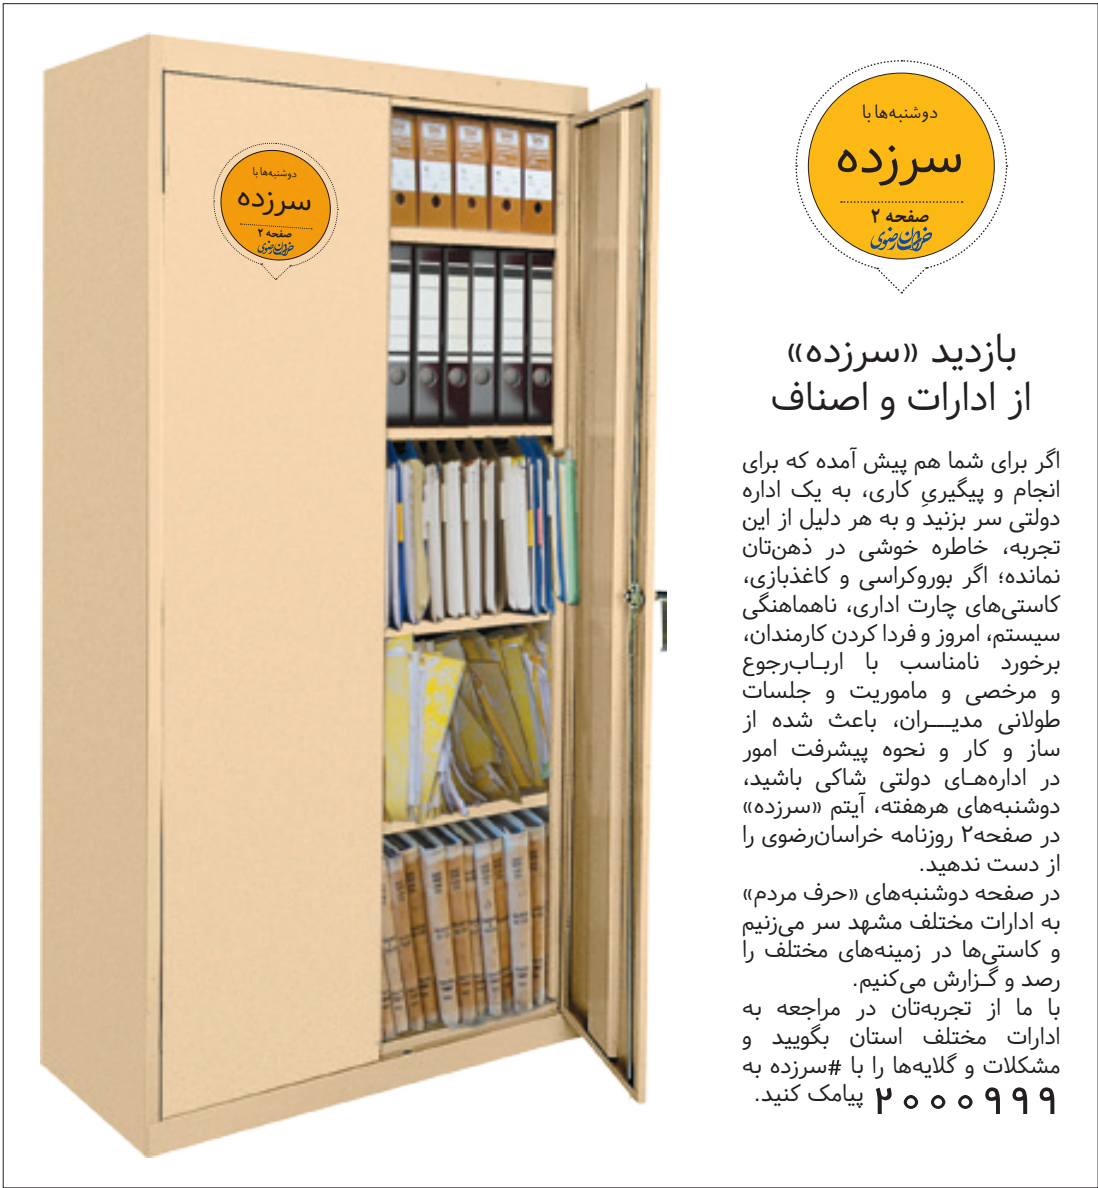 دوشنبه‌ها با
سرزده
صفحه ۲
خراسان رضوی
دوشنبه‌ها با
سرزده
صفحه ۲
خراسان رضوی
بازدید «سرزده»
از ادارات و اصناف
اگر برای شما هم پیش آمده که برای
انجام و پیگیریِ کاری، به یک اداره
دولتی سر بزنید و به هر دلیل از این
تجربه، خاطره خوشی در ذهن‌تان
نمانده؛ اگر بوروکراسی و کاغذبازی،
کاستی‌های چارت اداری، ناهماهنگی
سیستم، امروز و فردا کردن کارمندان،
برخورد نامناسب با اربـاب‌رجوع
و مرخصی و ماموریت و جلسات
طولانی مدیـــران، باعث شده از
ساز و کار و نحوه پیشرفت امور
در اداره‌هـای دولتی شاکی باشید،
دوشنبه‌های هرهفته، آیتم «سرزده»
در صفحه۲ روزنامه خراسان‌رضوی را
از دست ندهید.
در صفحه دوشنبه‌های «حرف مردم»
به ادارات مختلف مشهد سر می‌زنیم
و کاستی‌ها در زمینه‌های مختلف را
رصد و گـزارش می‌کنیم.
با ما از تجربه‌تان در مراجعه به
ادارات مختلف استان بگویید و
مشکلات و گلایه‌ها را با #سرزده به
۲۰۰۰۹۹۹ پیامک کنید.